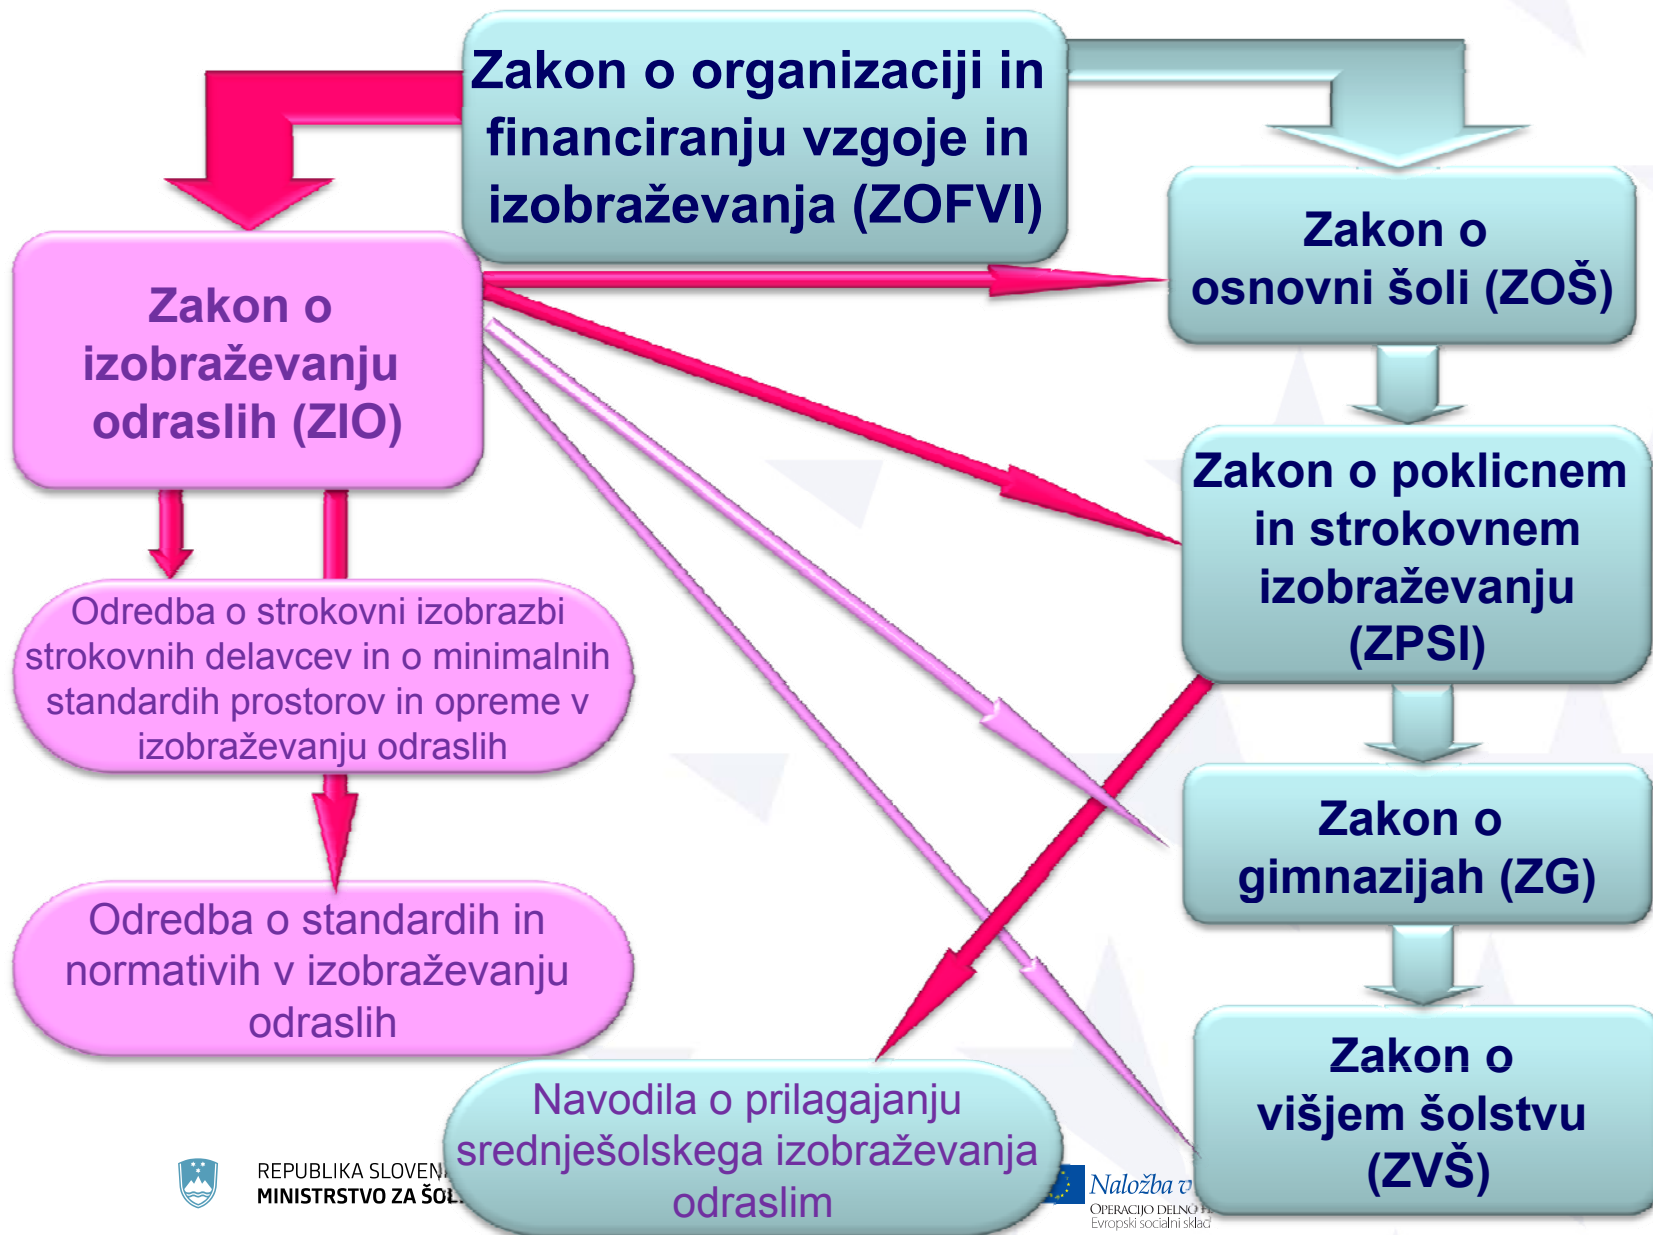 Zakon o organizaciji in
financiranju vzgoje in
izobraževanja (ZOFVI)
Zakon o
izobraževanju
odraslih (ZIO)
Zakon o
osnovni šoli (ZOŠ)
Zakon o poklicnem
in strokovnem
izobraževanju
(ZPSI)
Odredba o strokovni izobrazbi
strokovnih delavcev in o minimalnih
standardih prostorov in opreme v
izobraževanju odraslih
Zakon o
gimnazijah (ZG)
Odredba o standardih in
normativih v izobraževanju
odraslih
Zakon o
višjem šolstvu
(ZVŠ)
Navodila o prilagajanju
srednješolskega izobraževanja
odraslim
REPUBLIKA
MINISTRSTVO ZA
Naložba v
OPERACIJO DELNO
Evropski socialni sklad